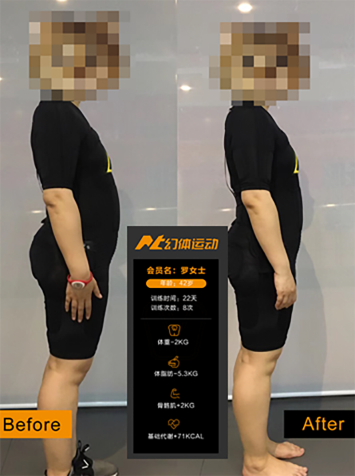 幻体运动
会员名：罗女士
年龄：42岁
训练时间：22天
训练次数：8次
体重-2KG
体脂肪-5.3KG
骨骼肌+2KG
基础代谢+71KCAL
Before
After